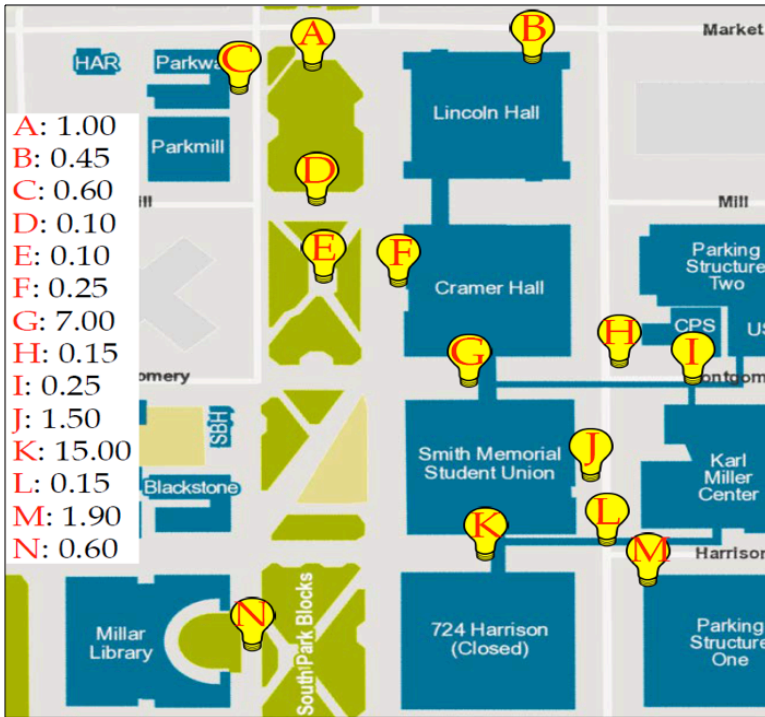 A
B
C
Market
HAR
Parkwa
Lincoln Hall
A: 1.00
B: 0.45
C: 0.60
D: 0.10
E: 0.10
F: 0.25
G: 7.00
H: 0.15
I: 0.25
J: 1.50
K: 15.00
L: 0.15
M: 1.90
N: 0.60
Parkmill
D
ill
Mill
E
F
Cramer Hall
Parking
Structure
Two
G
H
CPS
US
I
omery
ontgom
SBH
Smith Memorial
Student Union
J
Karl
Miller
Center
Blackstone
K
L
M
Harrison
N
Millar
Library
South Park Blocks
724 Harrison
(Closed)
Parking
Structure
One